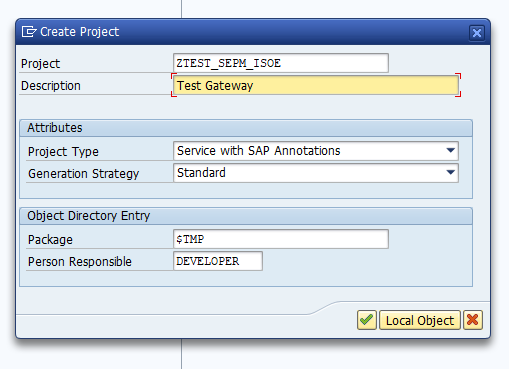 Create Project
Project ZTEST_SEPM_ISOE
Description Test Gateway
Attributes
Project Type Service with SAP Annotations
Generation Strategy Standard
Object Directory Entry
Package $TMP
Person Responsible DEVELOPER
Local Object